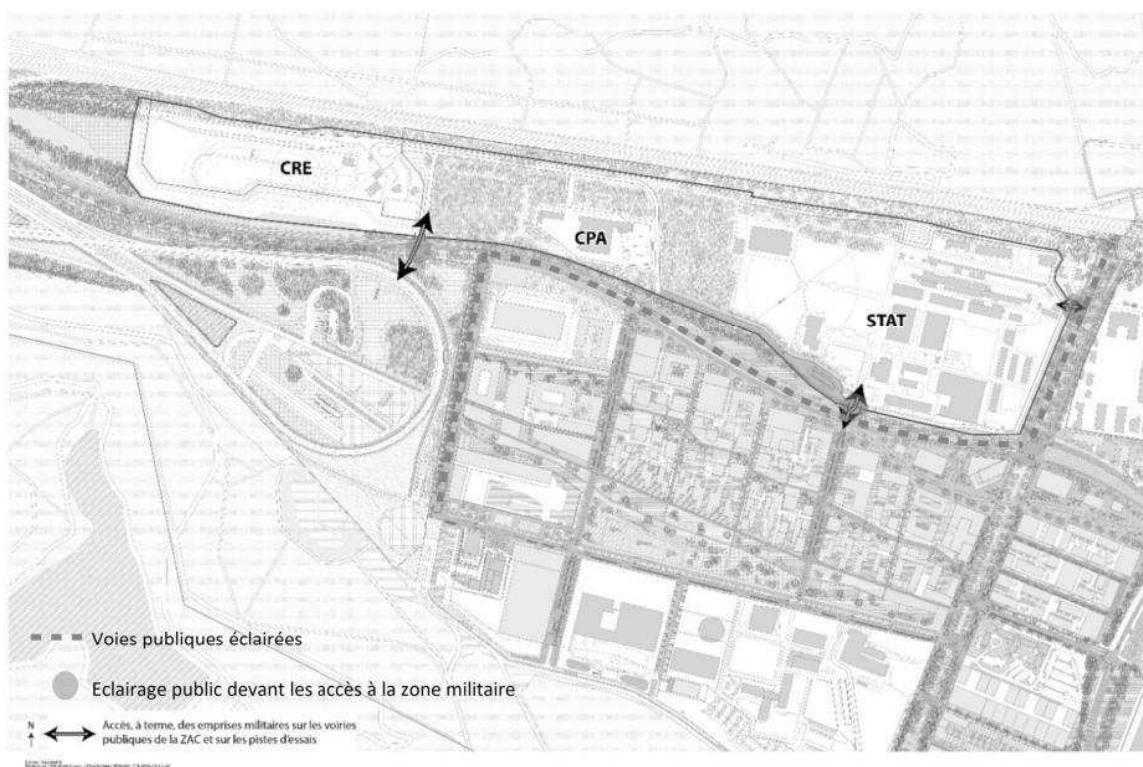 CRE
CPA
STAT
Voies publiques éclairées
Eclairage public devant les accès à la zone militaire
N
Accès, à terme, des emprises militaires sur les voiries
publiques de la ZAC et sur les pistes d'essais